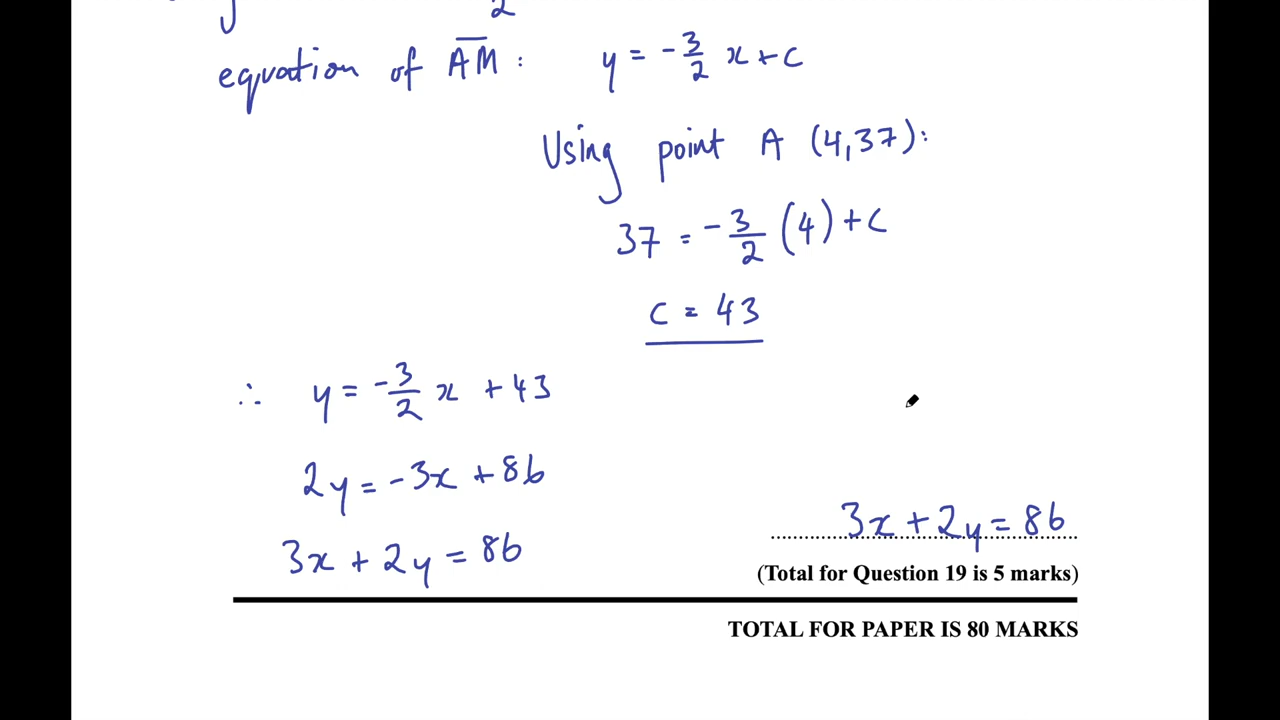 2
equation of AM : y = -3/2 x + c
Using point A (4,37):
37 = -3/2 (4) + c
c = 43
∴ y = -3/2 x + 43
2y = -3x + 86
3x + 2y = 86
3x + 2y = 86
(Total for Question 19 is 5 marks)
TOTAL FOR PAPER IS 80 MARKS